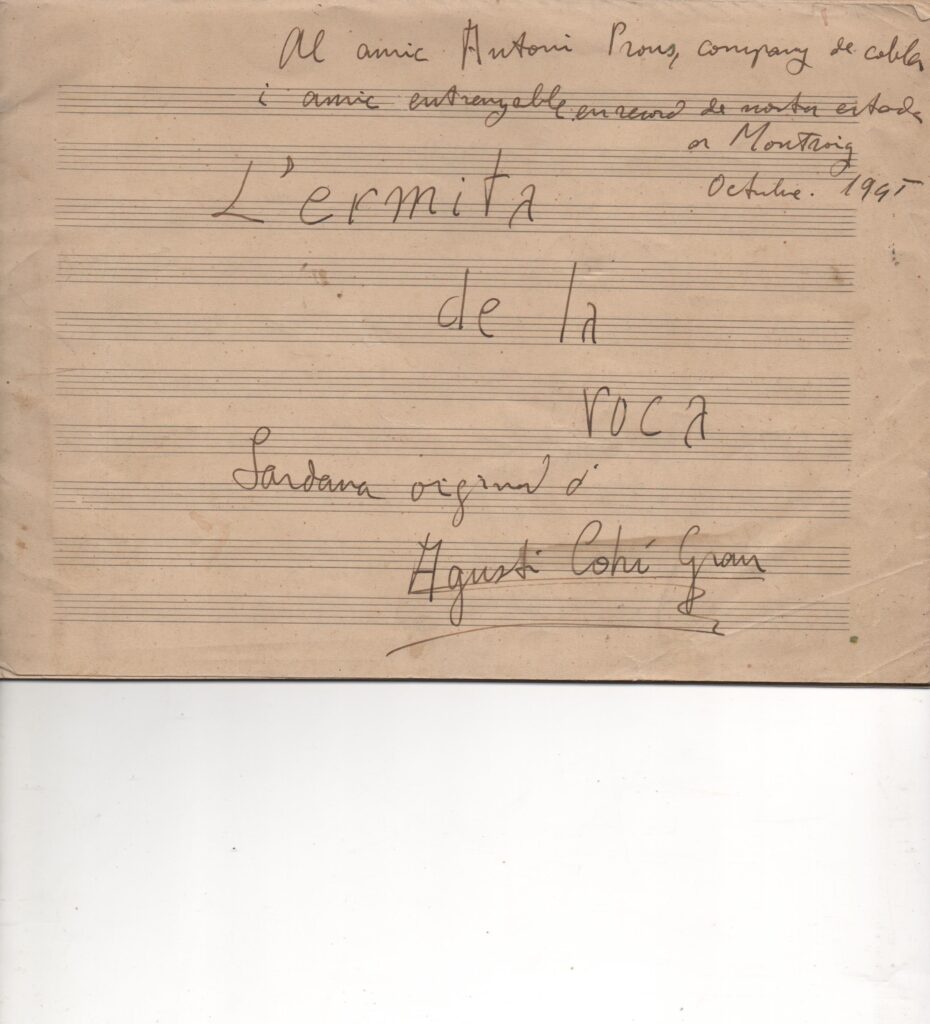 Al amic Antoni Prous, company de cobla
i amic entrenyable, en record de nostra estada
a Montroig
Octubre. 1945
L'ermita
de la
roca
Sardana original d'
Agustí Cohí Grau